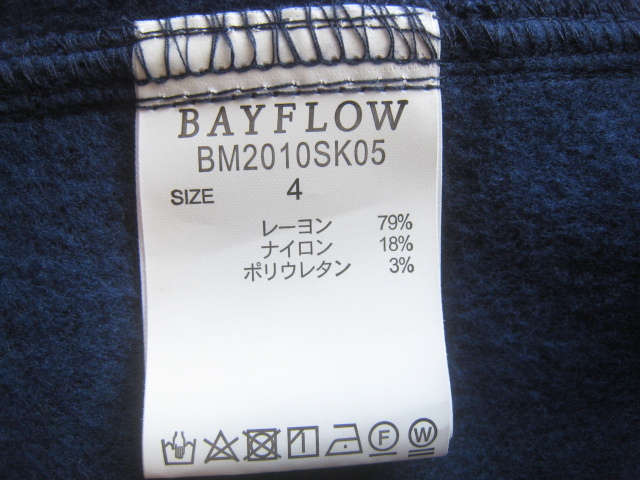 BAYFLOW
BM2010SK05
SIZE 4
レーヨン 79%
ナイロン 18%
ポリウレタン 3%
F W